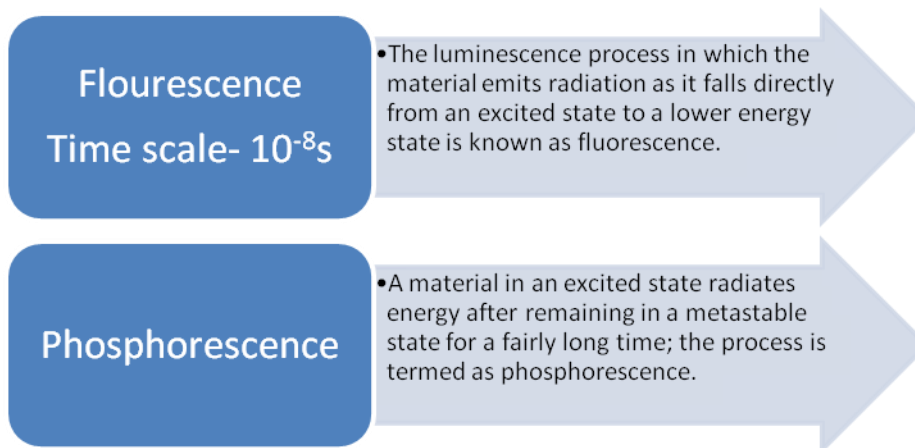 Flourescence
Time scale- 10⁻⁸s
•The luminescence process in which the
material emits radiation as it falls directly
from an excited state to a lower energy
state is known as fluorescence.
Phosphorescence
•A material in an excited state radiates
energy after remaining in a metastable
state for a fairly long time; the process is
termed as phosphorescence.